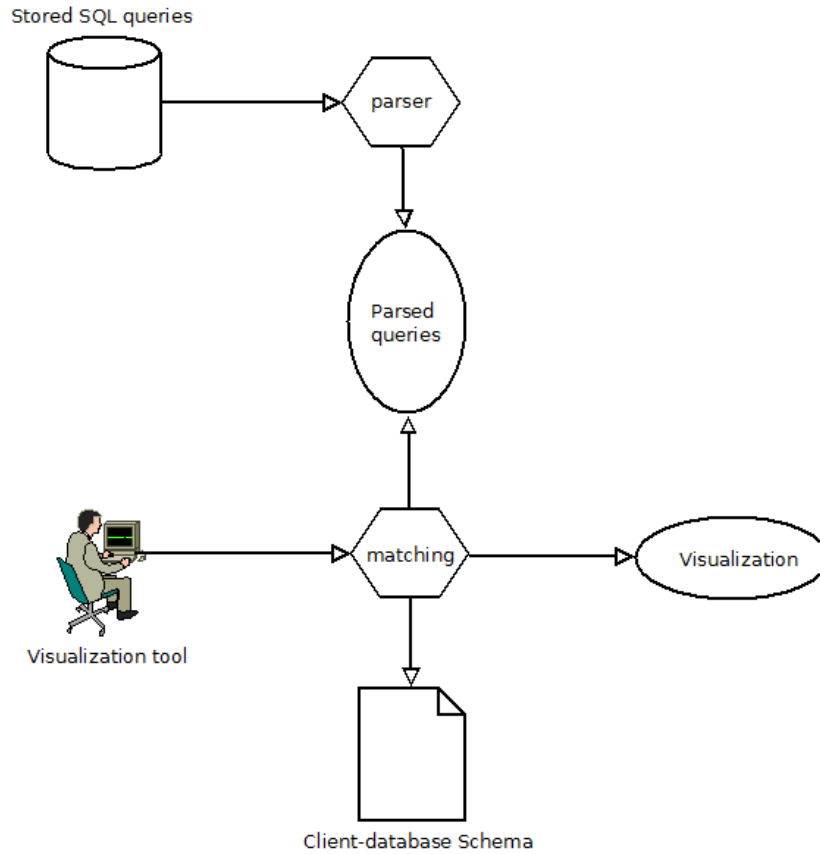 Stored SQL queries
parser
Parsed
queries
matching
Visualization
Visualization tool
Client-database Schema